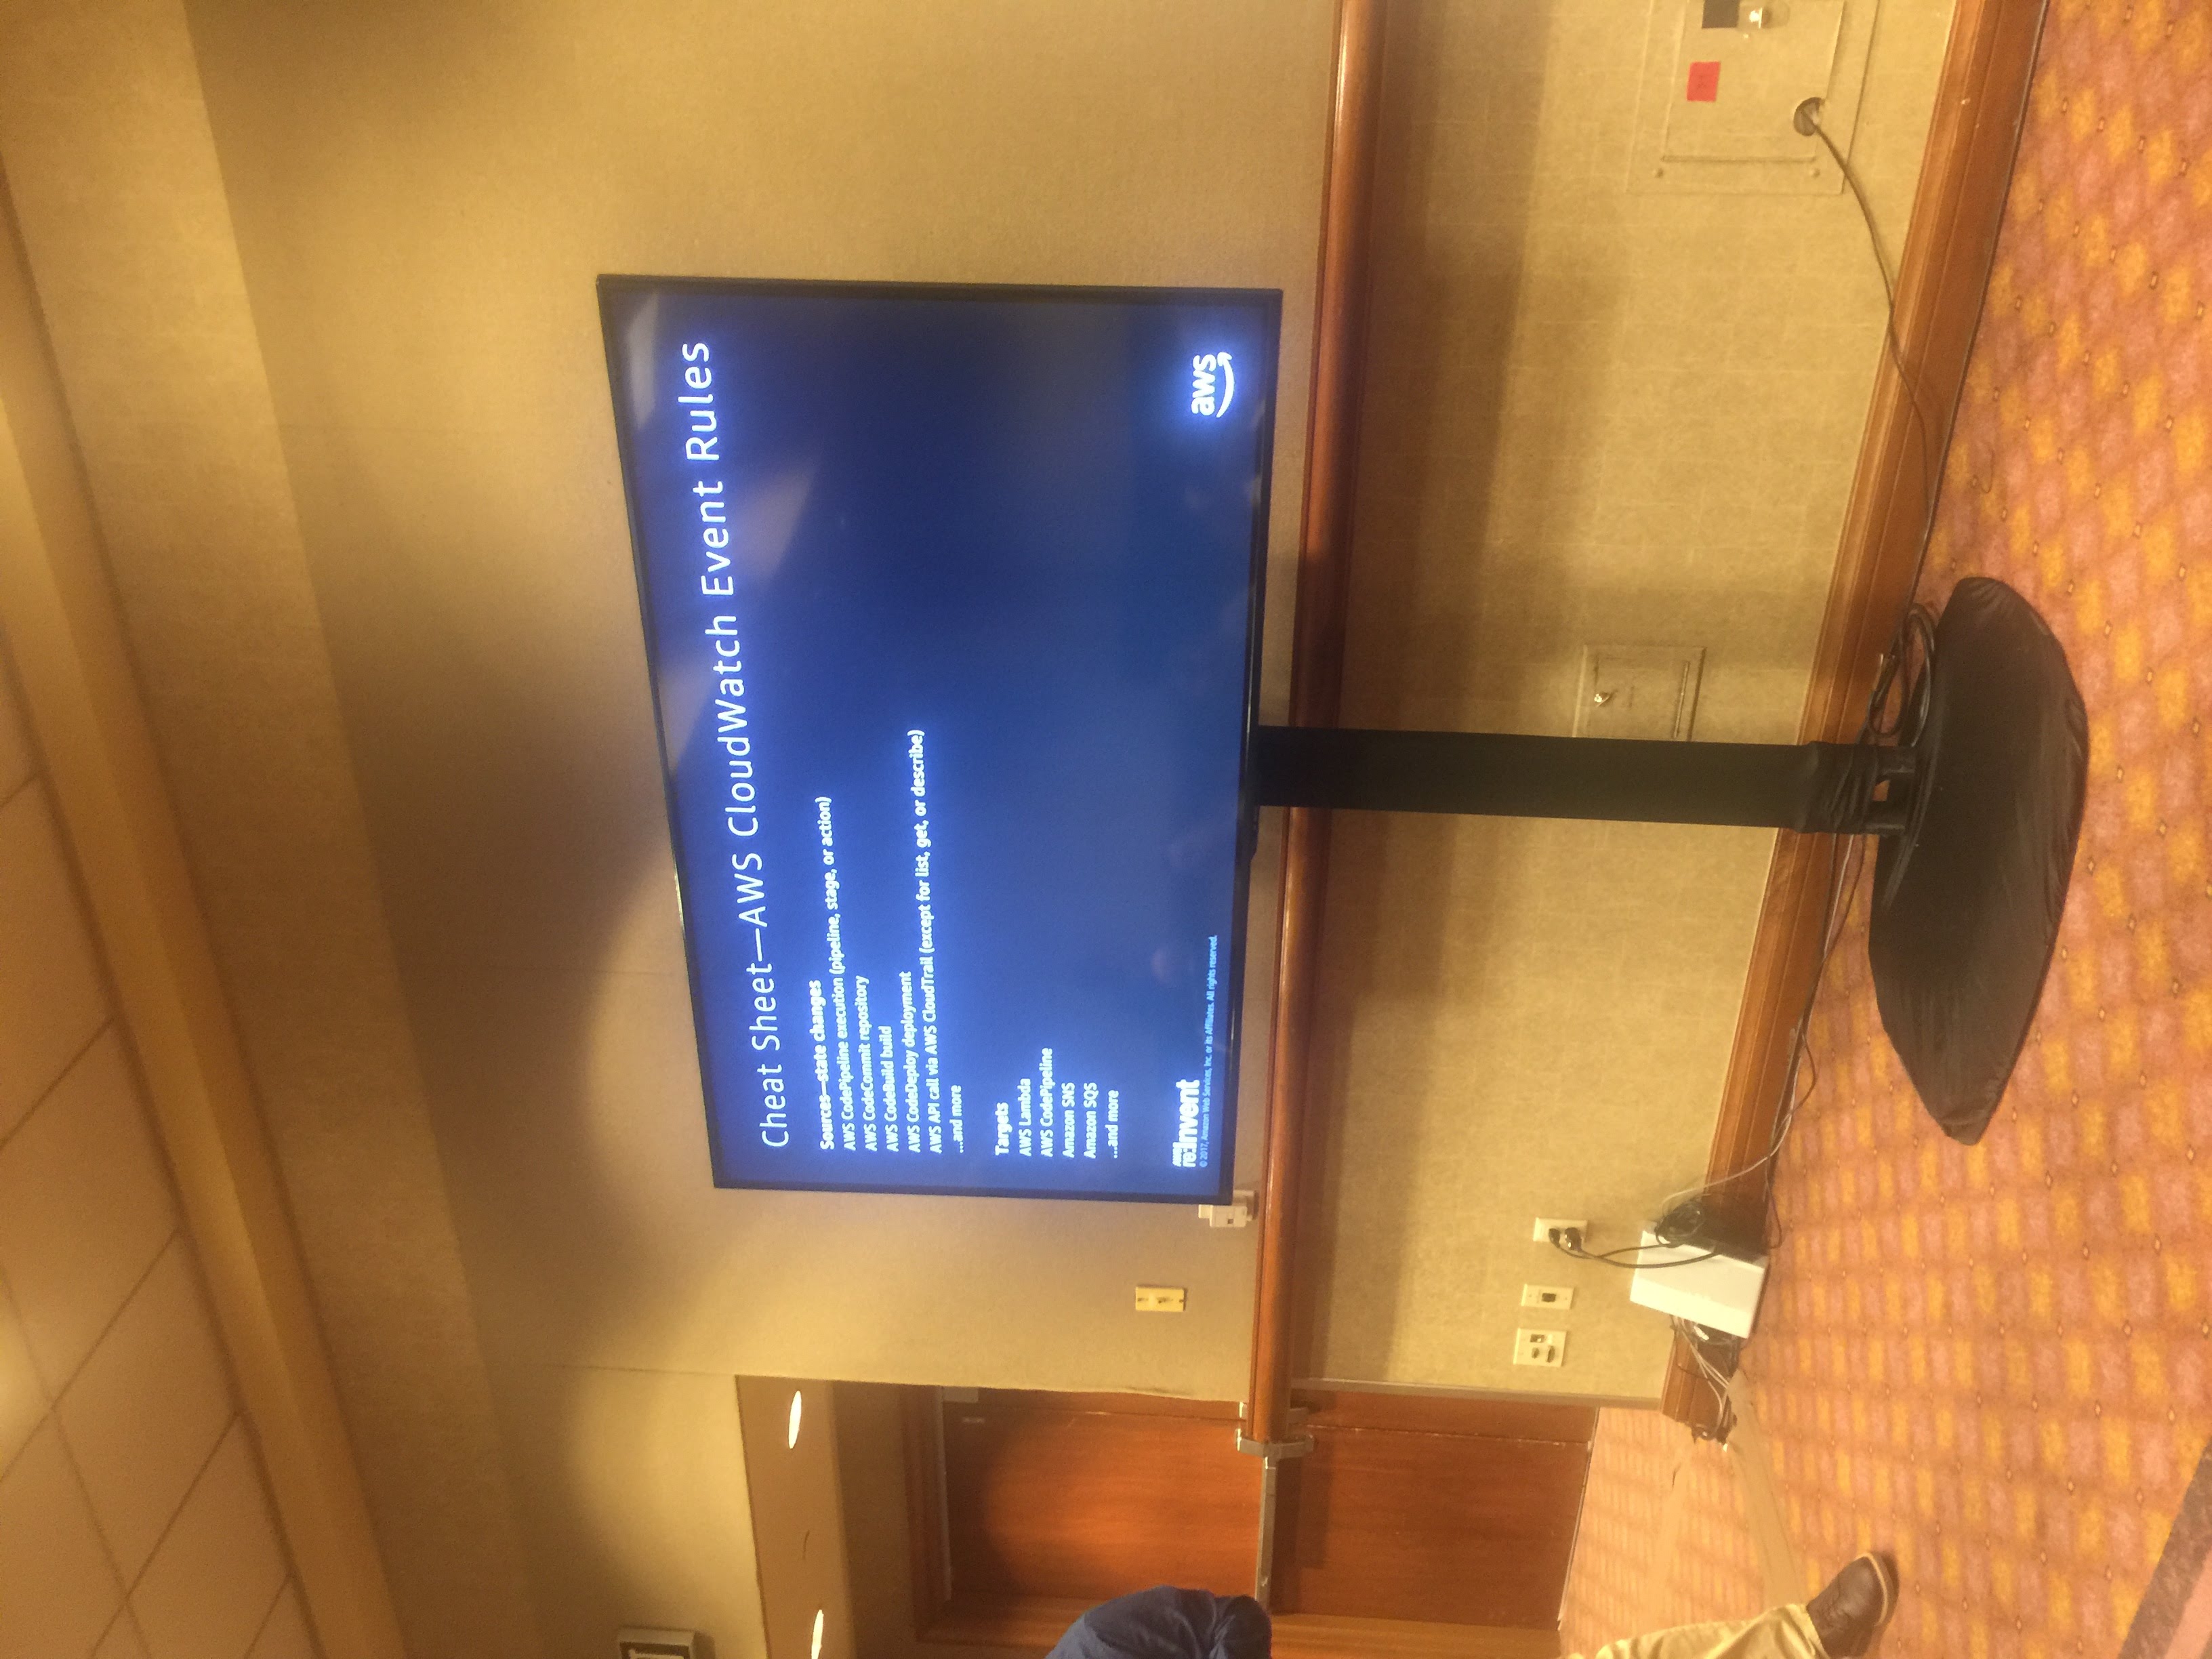 Cheat Sheet—AWS CloudWatch Event Rules
Sources—state changes
AWS CodePipeline execution (pipeline, stage, or action)
AWS CodeCommit repository
AWS CodeBuild build
AWS CodeDeploy deployment
AWS API call via AWS CloudTrail (except for list, get, or describe)
...and more
Targets
AWS Lambda
AWS CodePipeline
Amazon SNS
Amazon SQS
...and more
AWS
re:Invent
© 2017, Amazon Web Services, Inc. or its Affiliates. All rights reserved.
aws